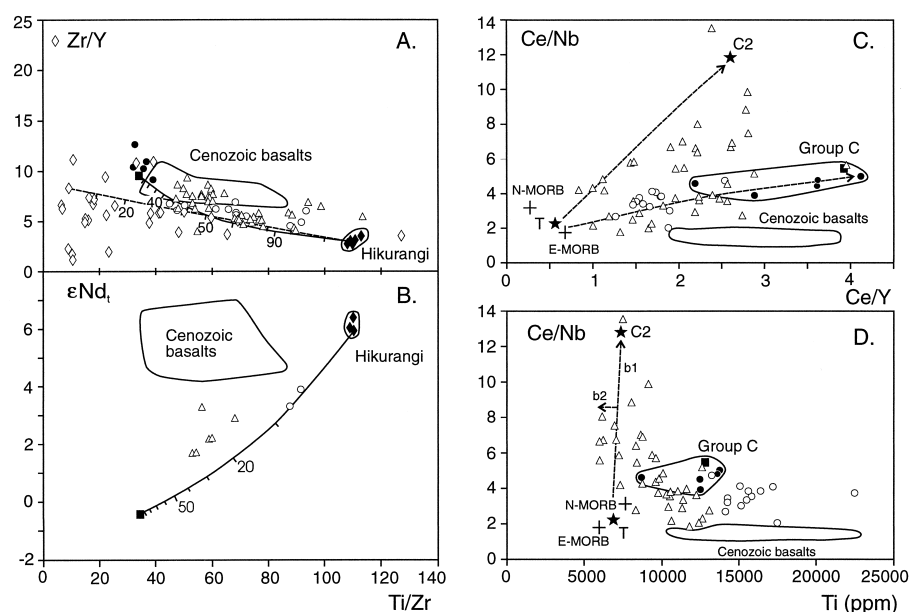 25
20
15
10
5
0
Zr/Y
A.
Cenozoic basalts
20
40
50
90
Hikurangi
εNdt
B.
6
4
2
0
-2
Cenozoic
basalts
Hikurangi
20
50
0
20
40
60
80
100
120
140
Ti/Zr
14
12
10
8
6
4
2
0
Ce/Nb
C.
C2
Group C
N-MORB
T
E-MORB
Cenozoic basalts
1
2
3
4
Ce/Y
14
12
10
8
6
4
2
0
Ce/Nb
D.
C2
b1
b2
Group C
N-MORB
E-MORB
T
Cenozoic basalts
0
5000
10000
15000
20000
25000
Ti (ppm)